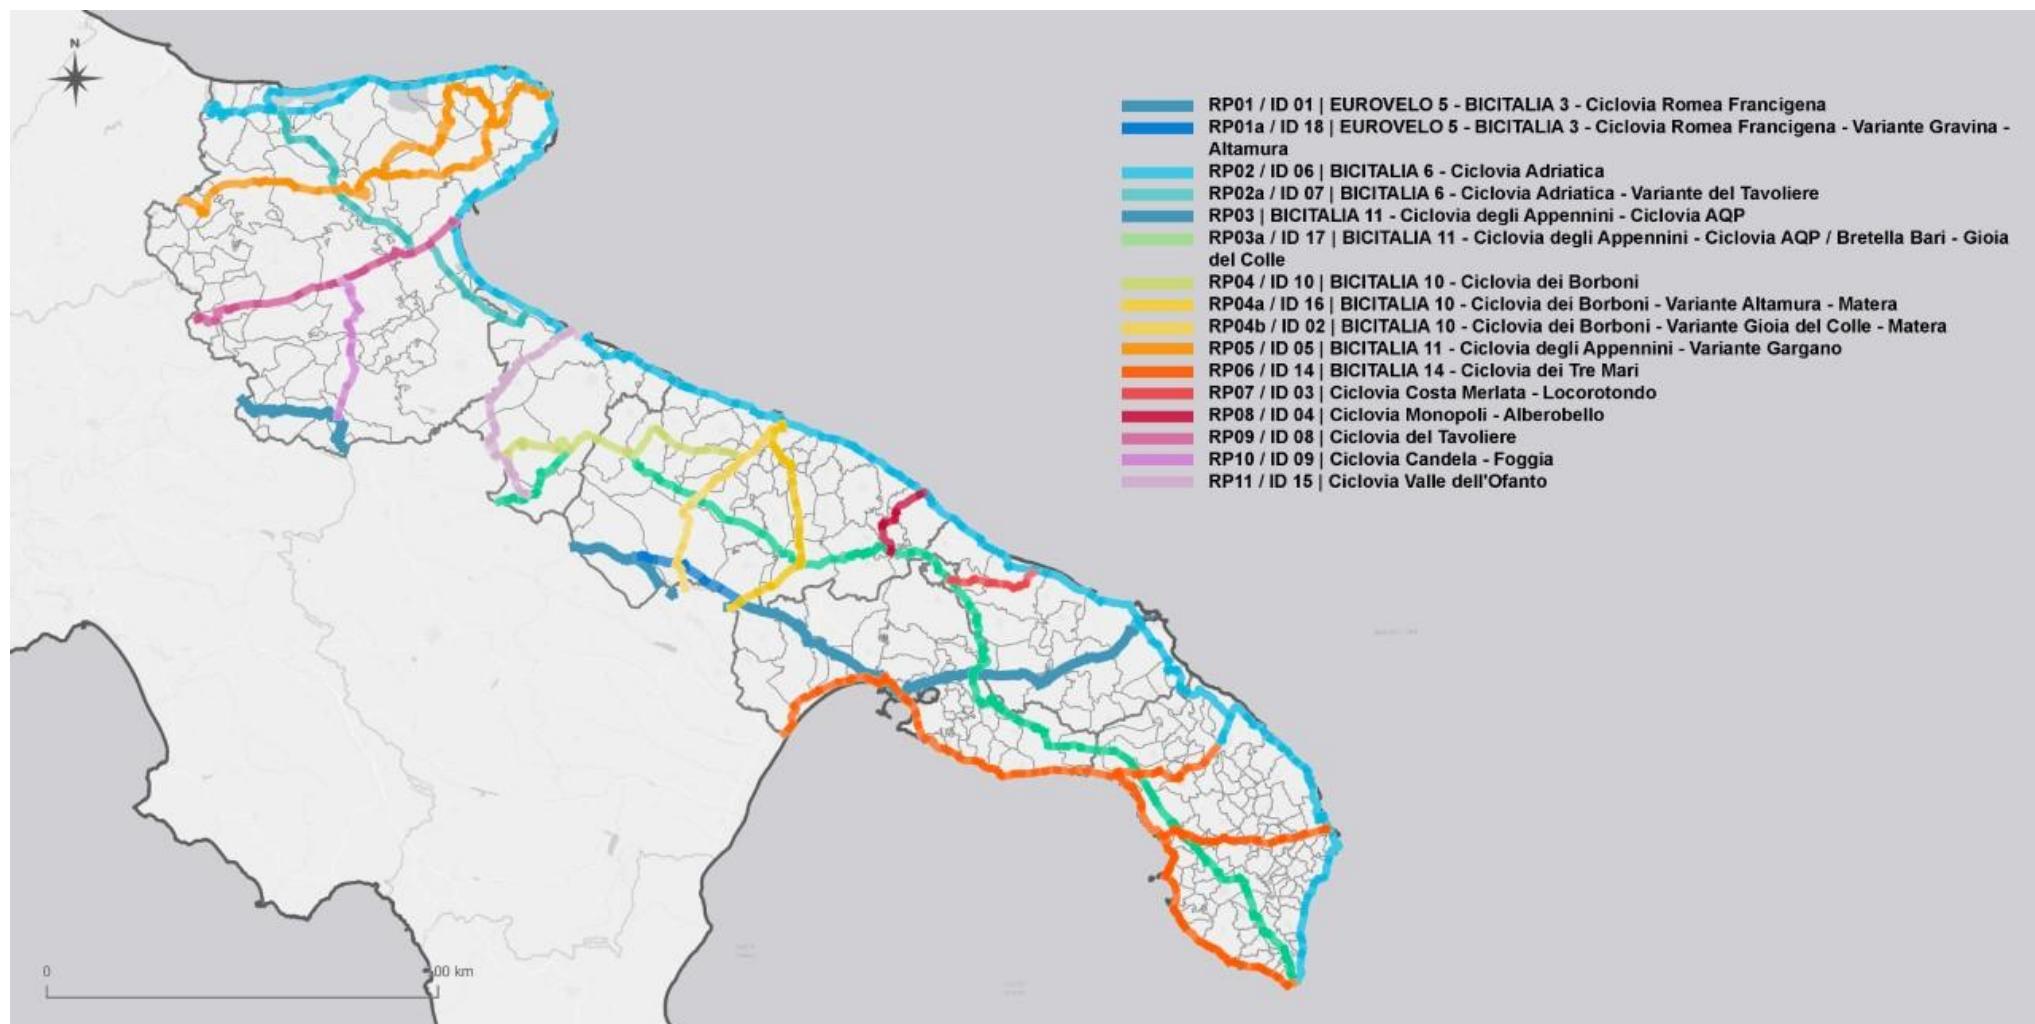 N
RP01 / ID 01 | EUROVELO 5 - BICITALIA 3 - Ciclovia Romea Francigena
RP01a / ID 18 | EUROVELO 5 - BICITALIA 3 - Ciclovia Romea Francigena - Variante Gravina -
Altamura
RP02 / ID 06 | BICITALIA 6 - Ciclovia Adriatica
RP02a / ID 07 | BICITALIA 6 - Ciclovia Adriatica - Variante del Tavoliere
RP03 | BICITALIA 11 - Ciclovia degli Appennini - Ciclovia AQP
RP03a / ID 17 | BICITALIA 11 - Ciclovia degli Appennini - Ciclovia AQP / Bretella Bari - Gioia
del Colle
RP04 / ID 10 | BICITALIA 10 - Ciclovia dei Borboni
RP04a / ID 16 | BICITALIA 10 - Ciclovia dei Borboni - Variante Altamura - Matera
RP04b / ID 02 | BICITALIA 10 - Ciclovia dei Borboni - Variante Gioia del Colle - Matera
RP05 / ID 05 | BICITALIA 11 - Ciclovia degli Appennini - Variante Gargano
RP06 / ID 14 | BICITALIA 14 - Ciclovia dei Tre Mari
RP07 / ID 03 | Ciclovia Costa Merlata - Locorotondo
RP08 / ID 04 | Ciclovia Monopoli - Alberobello
RP09 / ID 08 | Ciclovia del Tavoliere
RP10 / ID 09 | Ciclovia Candela - Foggia
RP11 / ID 15 | Ciclovia Valle dell'Ofanto
0 00 km